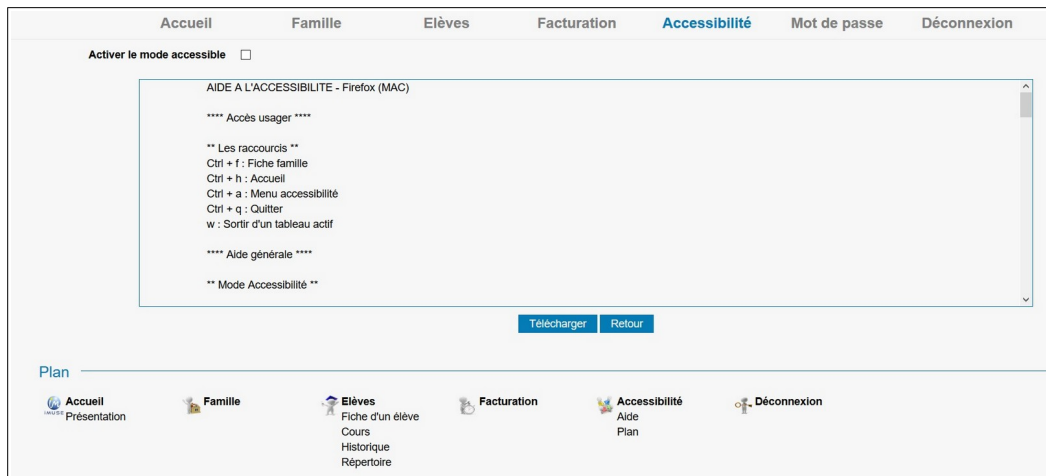 Accueil Famille Elèves Facturation Accessibilité Mot de passe Déconnexion
Activer le mode accessible
AIDE A L'ACCESSIBILITE - Firefox (MAC)
**** Accès usager ****
** Les raccourcis **
Ctrl + f : Fiche famille
Ctrl + h : Accueil
Ctrl + a : Menu accessibilité
Ctrl + q : Quitter
w : Sortir d'un tableau actif
**** Aide générale ****
** Mode Accessibilité **
Télécharger Retour
Plan
iMUSE
Accueil
Présentation
Famille
Elèves
Fiche d'un élève
Cours
Historique
Répertoire
Facturation
Accessibilité
Aide
Plan
Déconnexion